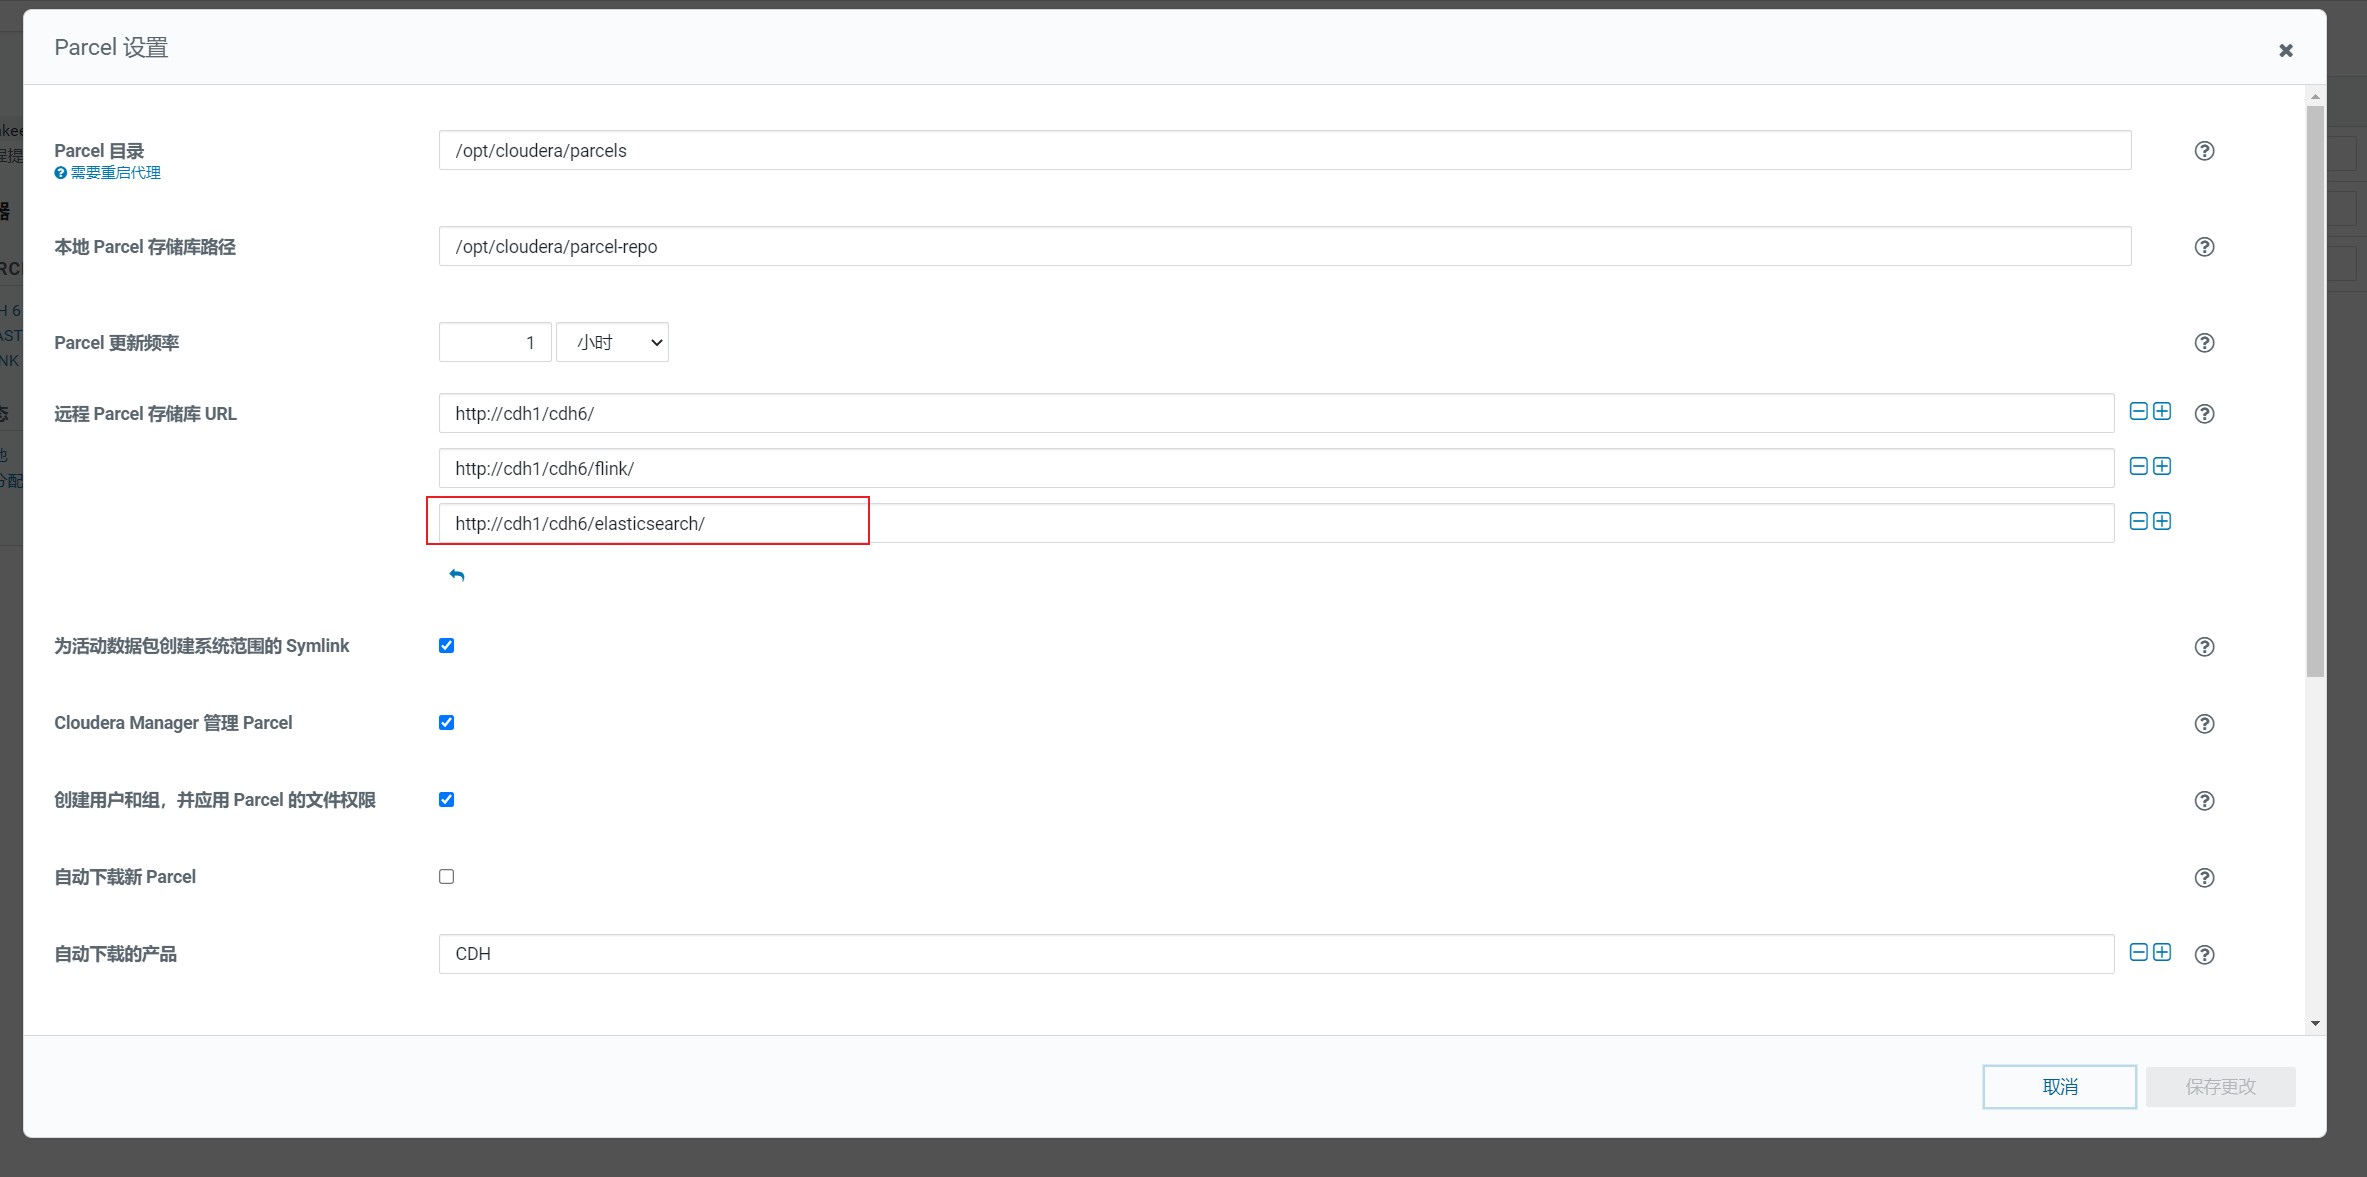 Parcel 设置
Parcel 目录
/opt/cloudera/parcels
需要重启代理
本地 Parcel 存储库路径
/opt/cloudera/parcel-repo
Parcel 更新频率
1
小时
远程 Parcel 存储库 URL
http://cdh1/cdh6/
http://cdh1/cdh6/flink/
http://cdh1/cdh6/elasticsearch/
为活动数据包创建系统范围的 Symlink
Cloudera Manager 管理 Parcel
创建用户和组，并应用 Parcel 的文件权限
自动下载新 Parcel
自动下载的产品
CDH
取消
保存更改